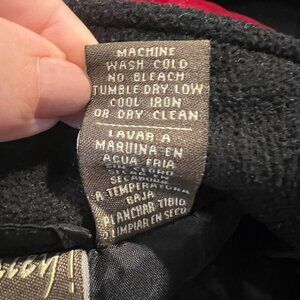 MACHINE
WASH COLD
NO BLEACH
TUMBLE DRY LOW
COOL IRON
OR DRY CLEAN
LAVAR A
MAQUINA EN
AGUA FRIA
A TEMPERATURA
BAJA
PLANCHAR TIBIO
O LIMPIAR EN SECO